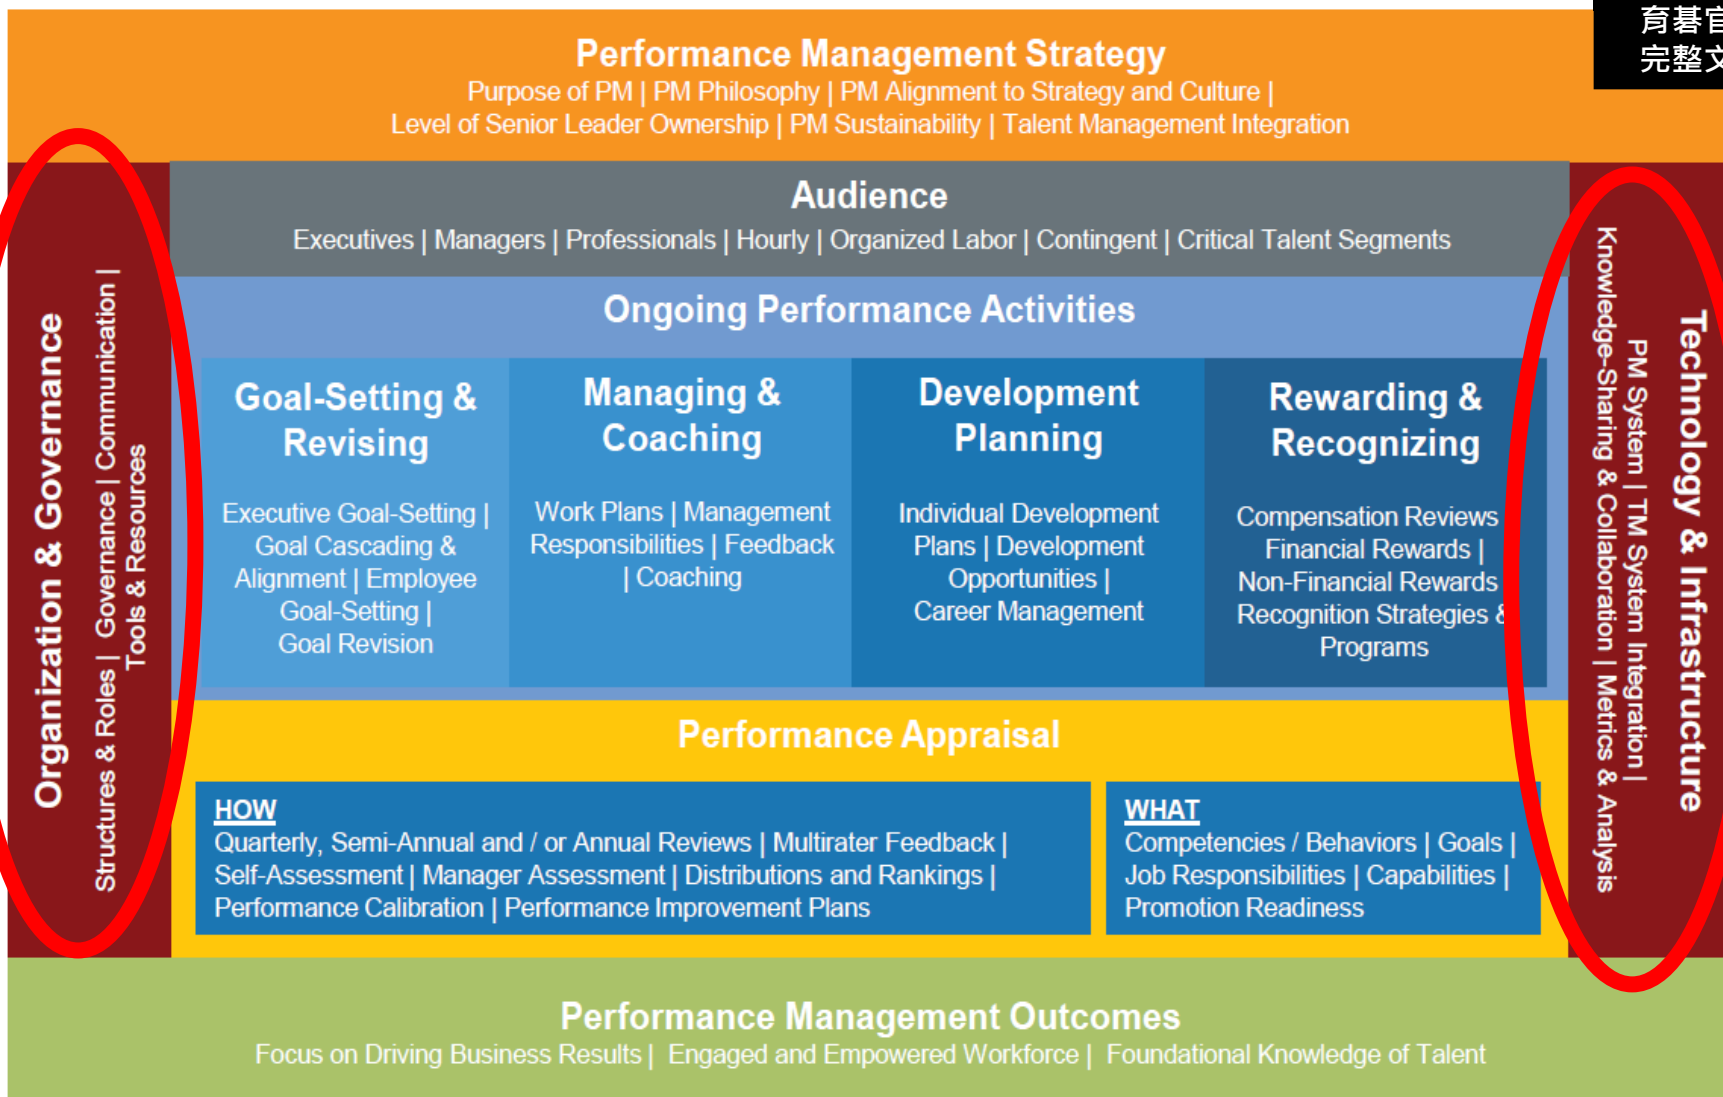 育碁官
完整文
Performance Management Strategy
Purpose of PM | PM Philosophy | PM Alignment to Strategy and Culture |
Level of Senior Leader Ownership | PM Sustainability | Talent Management Integration
Organization & Governance
Structures & Roles | Governance | Communication |
Tools & Resources
Audience
Executives | Managers | Professionals | Hourly | Organized Labor | Contingent | Critical Talent Segments
Ongoing Performance Activities
Goal-Setting &
Revising
Executive Goal-Setting |
Goal Cascading &
Alignment | Employee
Goal-Setting |
Goal Revision
Managing &
Coaching
Work Plans | Management
Responsibilities | Feedback
| Coaching
Development
Planning
Individual Development
Plans | Development
Opportunities |
Career Management
Rewarding &
Recognizing
Compensation Reviews
Financial Rewards |
Non-Financial Rewards
Recognition Strategies &
Programs
Performance Appraisal
HOW
Quarterly, Semi-Annual and / or Annual Reviews | Multirater Feedback |
Self-Assessment | Manager Assessment | Distributions and Rankings |
Performance Calibration | Performance Improvement Plans
WHAT
Competencies / Behaviors | Goals |
Job Responsibilities | Capabilities |
Promotion Readiness
Technology & Infrastructure
PM System | TM System Integration |
Knowledge-Sharing & Collaboration | Metrics & Analysis
Performance Management Outcomes
Focus on Driving Business Results | Engaged and Empowered Workforce | Foundational Knowledge of Talent